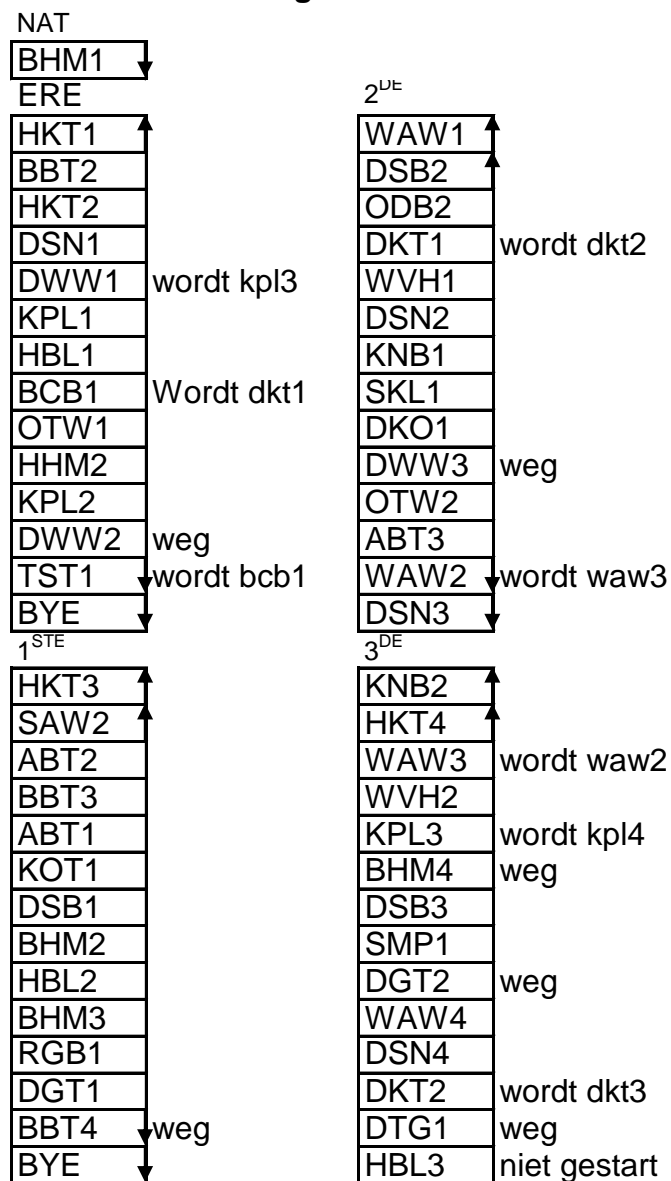 NAT
BHM1
ERE
HKT1
BBT2
HKT2
DSN1
DWW1 wordt kpl3
KPL1
HBL1
BCB1 Wordt dkt1
OTW1
HHM2
KPL2
DWW2 weg
TST1 wordt bcb1
BYE
1STE
HKT3
SAW2
ABT2
BBT3
ABT1
KOT1
DSB1
BHM2
HBL2
BHM3
RGB1
DGT1
BBT4 weg
BYE
2DE
WAW1
DSB2
ODB2
DKT1 wordt dkt2
WVH1
DSN2
KNB1
SKL1
DKO1
DWW3 weg
OTW2
ABT3
WAW2 wordt waw3
DSN3
3DE
KNB2
HKT4
WAW3 wordt waw2
WVH2
KPL3 wordt kpl4
BHM4 weg
DSB3
SMP1
DGT2 weg
WAW4
DSN4
DKT2 wordt dkt3
DTG1 weg
HBL3 niet gestart